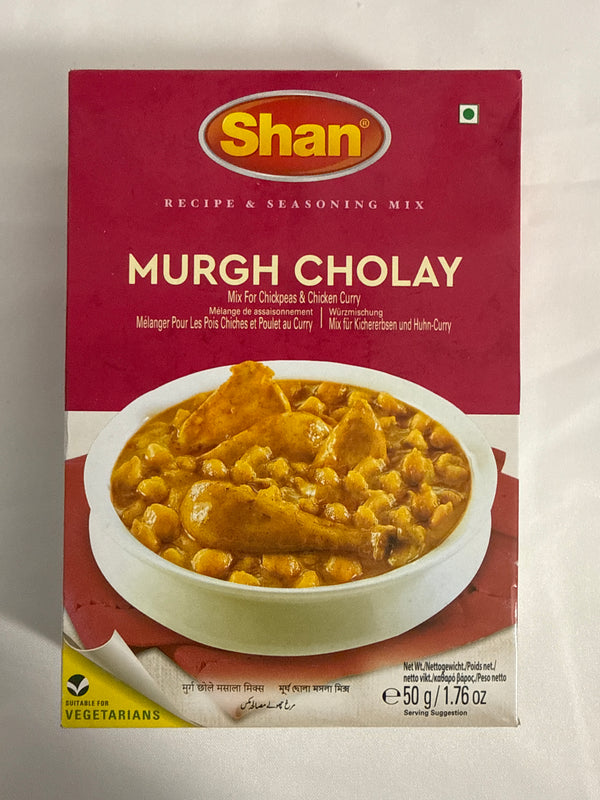 Shan®
RECIPE & SEASONING MIX
MURGH CHOLAY
Mix For Chickpeas & Chicken Curry
Mélange de assaisonnement
Mélanger Pour Les Pois Chiches et Poulet au Curry
Würzmischung
Mix für Kichererbsen und Huhn-Curry
मुर्ग छोले मसाला मिक्स
Net Wt./Nettogewicht./Poids net./
netto vikt./καθαρό βάρος./Peso netto
℮50 g/1.76 oz
Serving Suggestion
SUITABLE FOR
VEGETARIANS